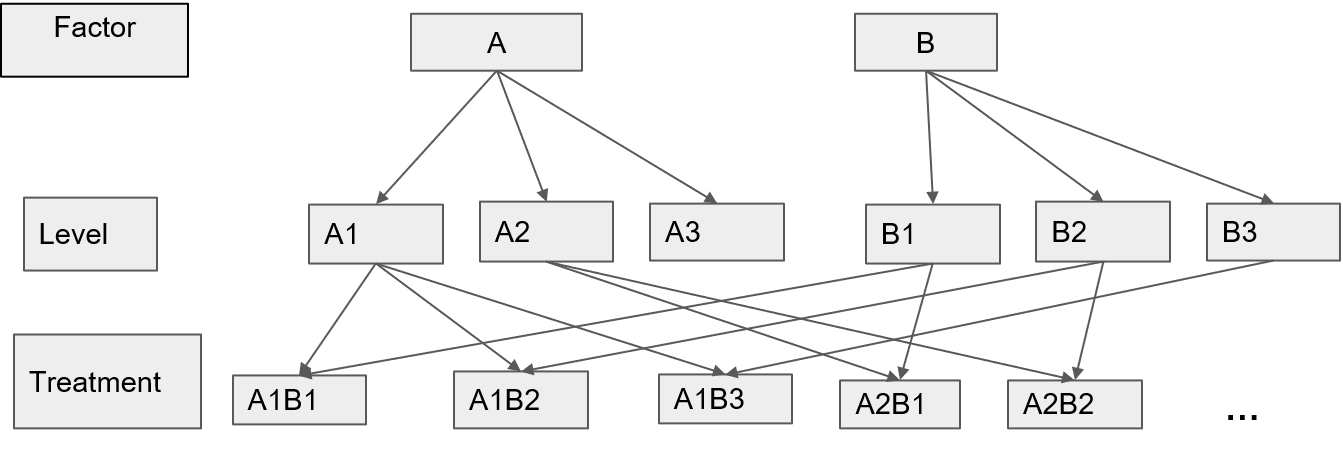 Factor
A
B
Level
A1
A2
A3
B1
B2
B3
Treatment
A1B1
A1B2
A1B3
A2B1
A2B2
...